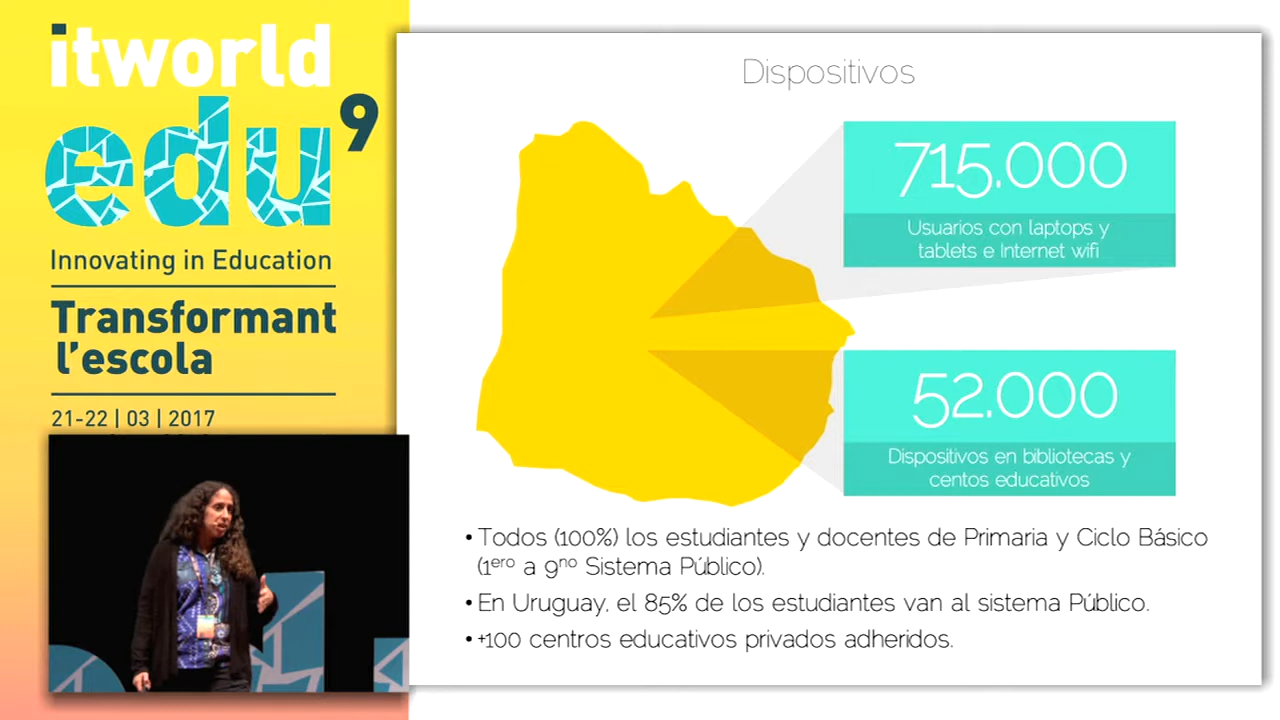 itworld
edu⁹
Innovating in Education
Transformant
l'escola
21-22 | 03 | 2017
Dispositivos
715.000
Usuarios con laptops y
tablets e Internet wifi
52.000
Dispositivos en bibliotecas y
centos educativos
• Todos (100%) los estudiantes y docentes de Primaria y Ciclo Básico
(1ero a 9no Sistema Público).
• En Uruguay, el 85% de los estudiantes van al sistema Público.
• +100 centros educativos privados adheridos.